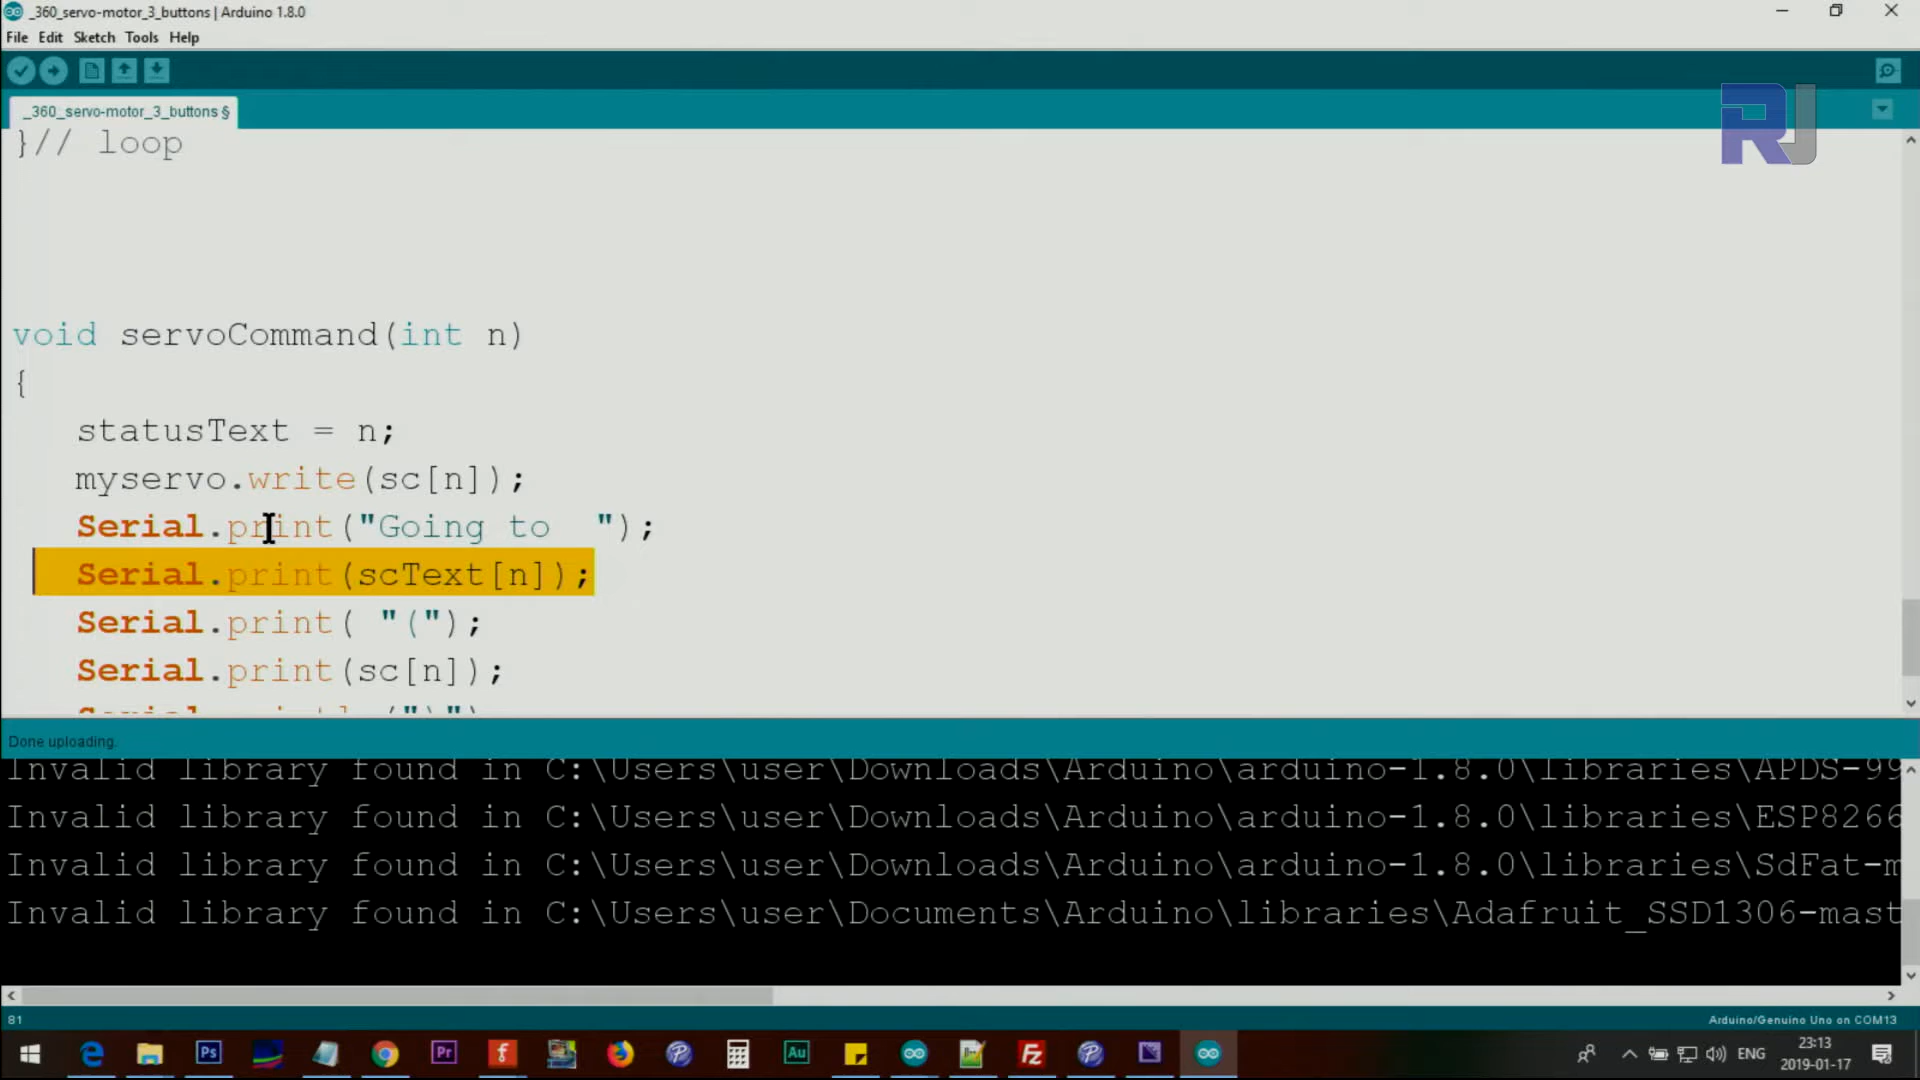 _360_servo-motor_3_buttons | Arduino 1.8.0
File Edit Sketch Tools Help
_360_servo-motor_3_buttons §
RJ
}// loop
void servoCommand(int n)
{
statusText = n;
myservo.write(sc[n]);
Serial.print("Going to  ");
Serial.print(scText[n]);
Serial.print( "(");
Serial.print(sc[n]);
Done uploading.
Invalid library found in C:\Users\user\Downloads\Arduino\arduino-1.8.0\libraries\APDS-99
Invalid library found in C:\Users\user\Downloads\Arduino\arduino-1.8.0\libraries\ESP8266
Invalid library found in C:\Users\user\Downloads\Arduino\arduino-1.8.0\libraries\SdFat-m
Invalid library found in C:\Users\user\Documents\Arduino\libraries\Adafruit_SSD1306-mast
81
Arduino/Genuino Uno on COM13
Ps
Pr
f
Au
Fz
ENG
23:13
2019-01-17